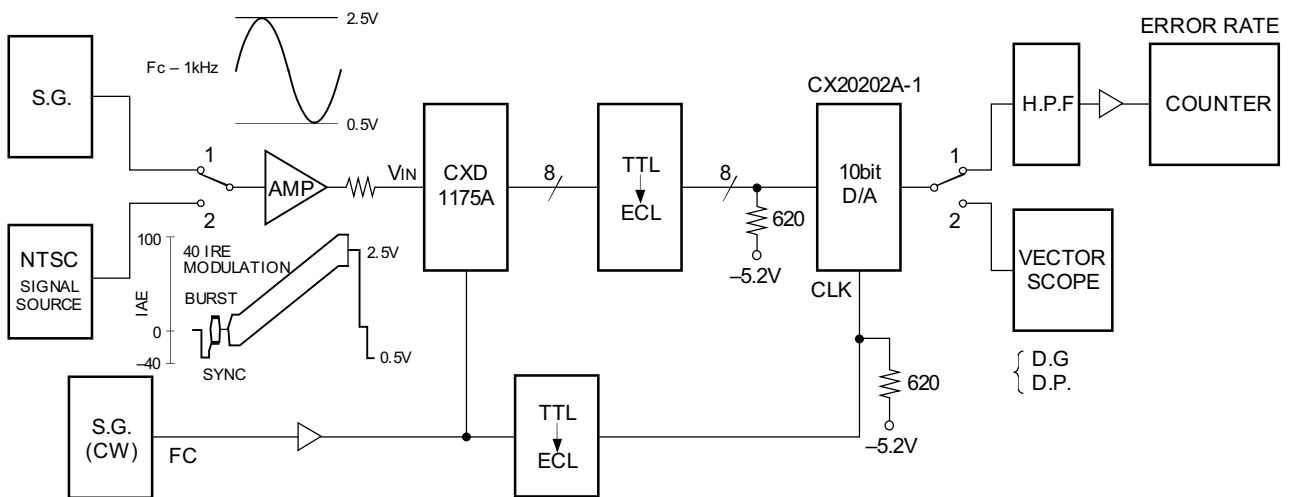 2.5V
ERROR RATE
Fc – 1kHz
CX20202A-1
S.G.
H.P.F
COUNTER
0.5V
1
VIN
CXD
1175A
8
TTL
ECL
8
10bit
D/A
1
AMP
2
620
2
NTSC
SIGNAL
SOURCE
100
40 IRE
MODULATION
2.5V
–5.2V
CLK
VECTOR
SCOPE
IAE
BURST
0
–40
0.5V
SYNC
D.G
D.P.
620
S.G.
(CW)
FC
TTL
ECL
–5.2V